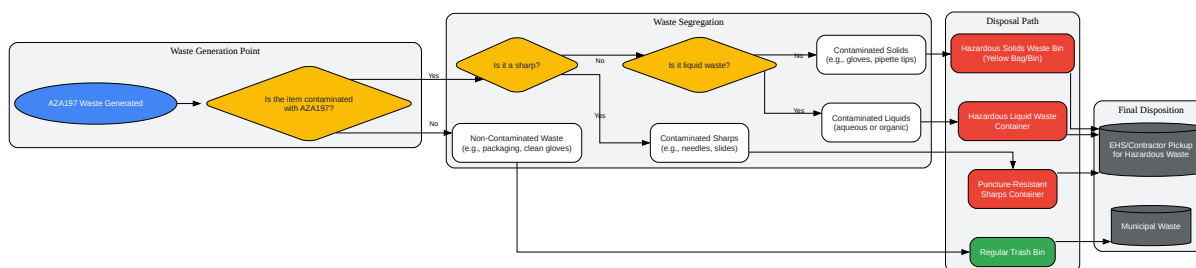 Waste Generation Point
AZA197 Waste Generated
Is the item contaminated
with AZA197?
Yes
No
Waste Segregation
Is it a sharp?
No
Yes
Is it liquid waste?
No
Yes
Non-Contaminated Waste
(e.g., packaging, clean gloves)
Contaminated Sharps
(e.g., needles, slides)
Contaminated Solids
(e.g., gloves, pipette tips)
Contaminated Liquids
(aqueous or organic)
Disposal Path
Hazardous Solids Waste Bin
(Yellow Bag/Bin)
Hazardous Liquid Waste
Container
Puncture-Resistant
Sharps Container
Regular Trash Bin
Final Disposition
EHS/Contractor Pickup
for Hazardous Waste
Municipal Waste